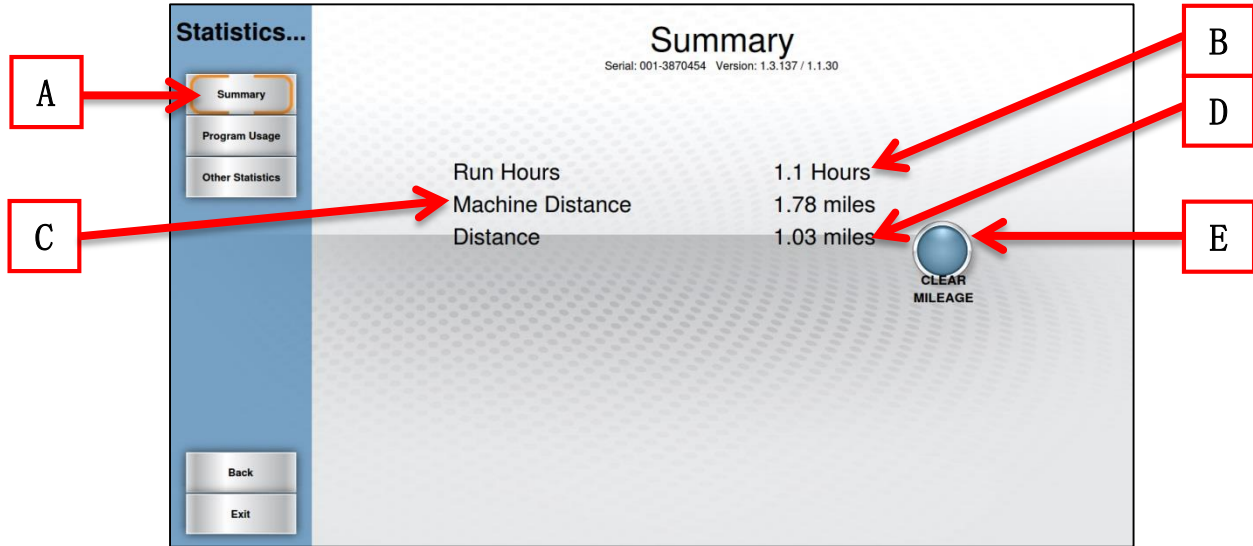 Statistics...
Summary
Serial: 001-3870454 Version: 1.3.137 / 1.1.30
B
A
Summary
D
Program Usage
Other Statistics
Run Hours 1.1 Hours
Machine Distance 1.78 miles
C
Distance 1.03 miles
E
CLEAR
MILEAGE
Back
Exit